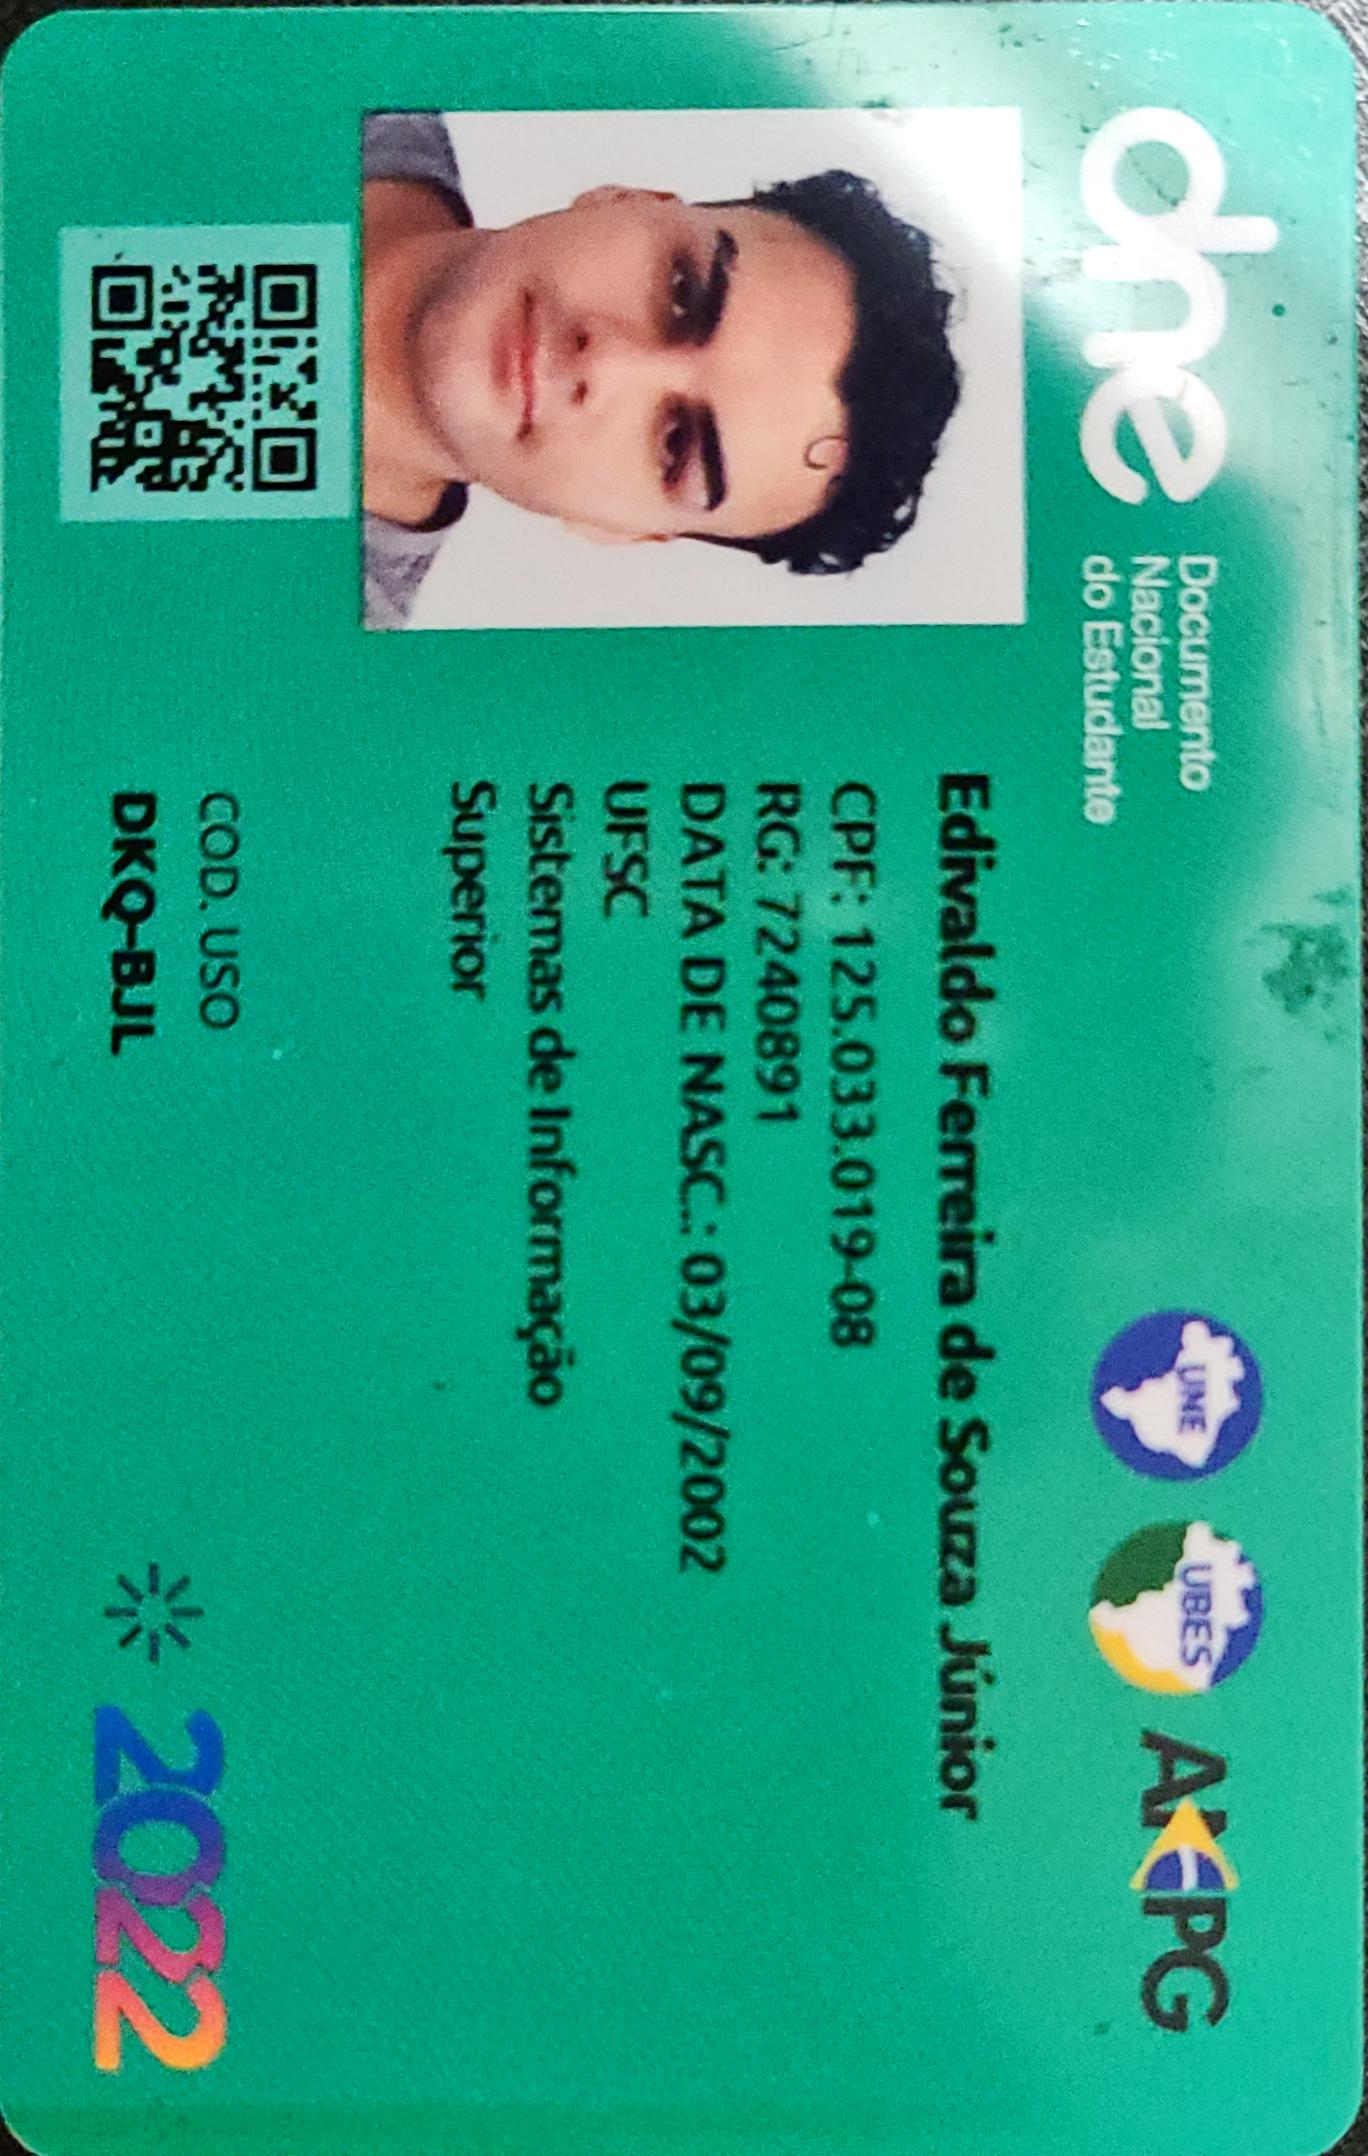 dne
Documento
Nacional
do Estudante
UNE
UBES
ANPG
Edivaldo Ferreira de Souza Júnior
CPF: 125.033.019-08
RG: 7240891
DATA DE NASC.: 03/09/2002
UFSC
Sistemas de Informação
Superior
COD. USO
DKQ-BJL
2022